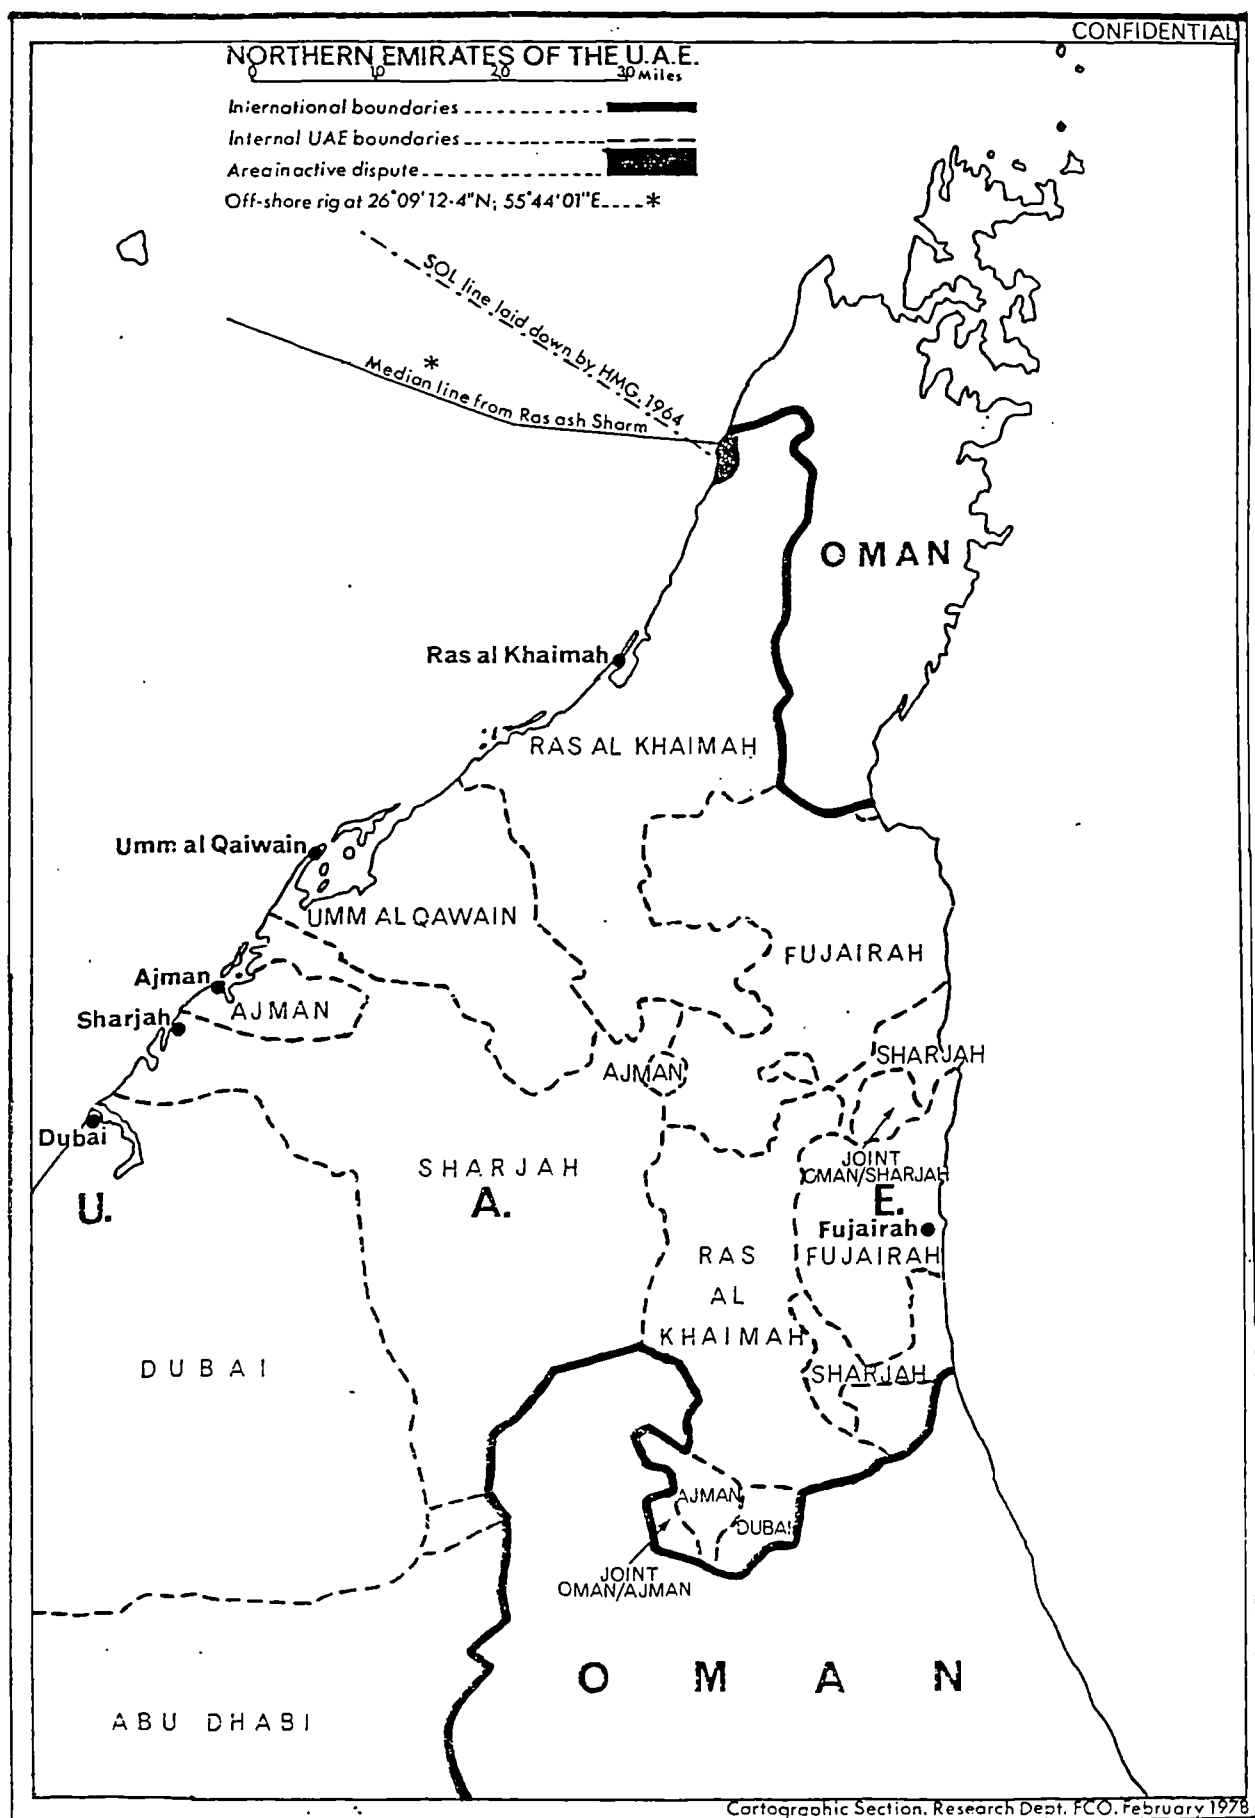 CONFIDENTIAL
NORTHERN EMIRATES OF THE U.A.E.
0 10 20 30 Miles
International boundaries
Internal UAE boundaries
Area in active dispute
Off-shore rig at 26°09'12·4"N; 55°44'01"E----*
SOL line laid down by HMG, 1964
*
Median line from Ras ash Sharm
OMAN
Ras al Khaimah
RAS AL KHAIMAH
Umm al Qaiwain
UMM AL QAWAIN
FUJAIRAH
Ajman
AJMAN
Sharjah
SHARJAH
AJMAN
Dubai
JOINT
OMAN/SHARJAH
SHARJAH
U. A. E.
Fujairah
FUJAIRAH
RAS
AL
KHAIMAH
DUBAI
SHARJAH
AJMAN
DUBAI
JOINT
OMAN/AJMAN
OMAN
ABU DHABI
Cartographic Section, Research Dept. FCO. February 1978